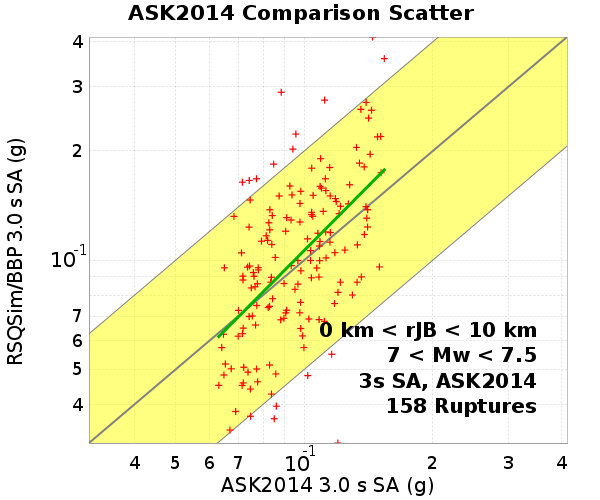 ASK2014 Comparison Scatter
RSQSim/BBP 3.0 s SA (g)
4
3
2
10-1
7
6
5
4
0 km < rJB < 10 km
7 < Mw < 7.5
3s SA, ASK2014
158 Ruptures
4 5 6 7 10-1 2 3 4
ASK2014 3.0 s SA (g)